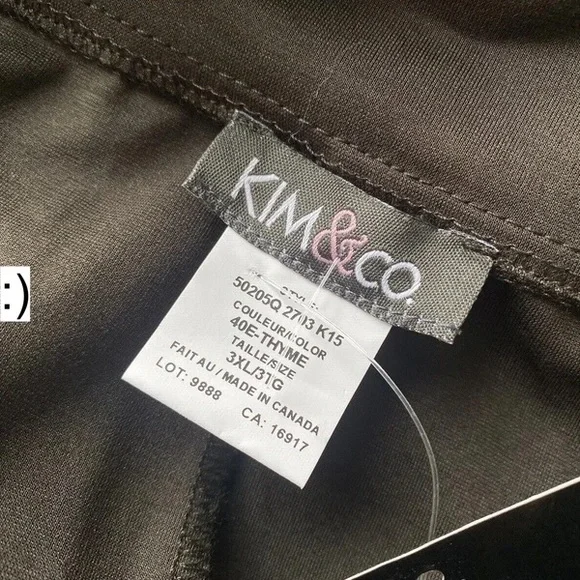 KIM&CO.
STYLE
50205Q 2703 K15
COULEUR/COLOR
40E-THYME
TAILLE/SIZE
3XL/3TG
FAIT AU / MADE IN CANADA
LOT: 9888 CA: 16917
:)